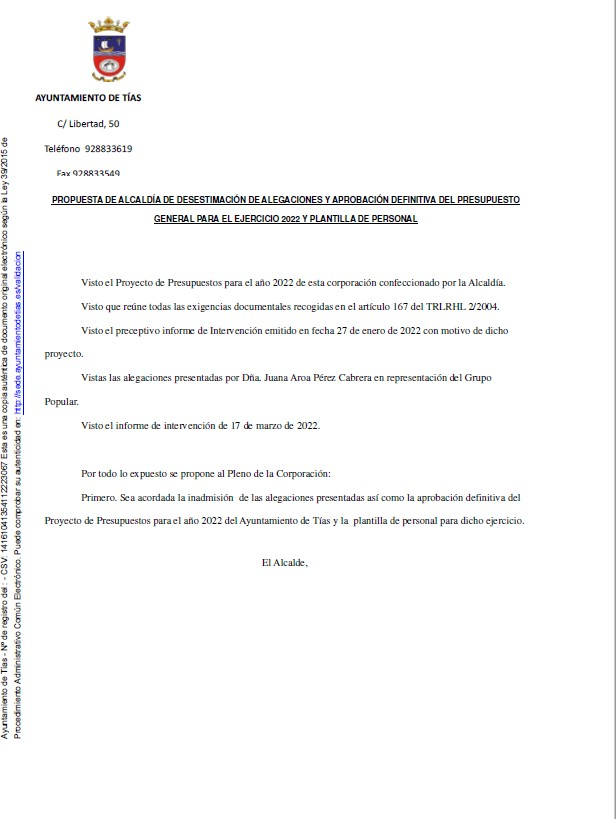 AYUNTAMIENTO DE TÍAS
C/ Libertad, 50
Teléfono 928833619
Fax 928833549
PROPUESTA DE ALCALDÍA DE DESESTIMACIÓN DE ALEGACIONES Y APROBACIÓN DEFINITIVA DEL PRESUPUESTO
GENERAL PARA EL EJERCICIO 2022 Y PLANTILLA DE PERSONAL
Visto el Proyecto de Presupuestos para el año 2022 de esta corporación confeccionado por la Alcaldía.
Visto que reúne todas las exigencias documentales recogidas en el artículo 167 del TRLRHL 2/2004.
Visto el preceptivo informe de Intervención emitido en fecha 27 de enero de 2022 con motivo de dicho
proyecto.
Vistas las alegaciones presentadas por Dña. Juana Aroa Pérez Cabrera en representación del Grupo
Popular.
Visto el informe de intervención de 17 de marzo de 2022.
Por todo lo expuesto se propone al Pleno de la Corporación:
Primero. Sea acordada la inadmisión de las alegaciones presentadas así como la aprobación definitiva del
Proyecto de Presupuestos para el año 2022 del Ayuntamiento de Tías y la plantilla de personal para dicho ejercicio.
El Alcalde,
Ayuntamiento de Tías - Nº de registro del : - CSV: 14161041354112223067 Esta es una copia auténtica de documento original electrónico según la Ley 39/2015 de
Procedimiento Administrativo Común Electrónico. Puede comprobar su autenticidad en: http://sede.ayuntamientodetias.es/validacion